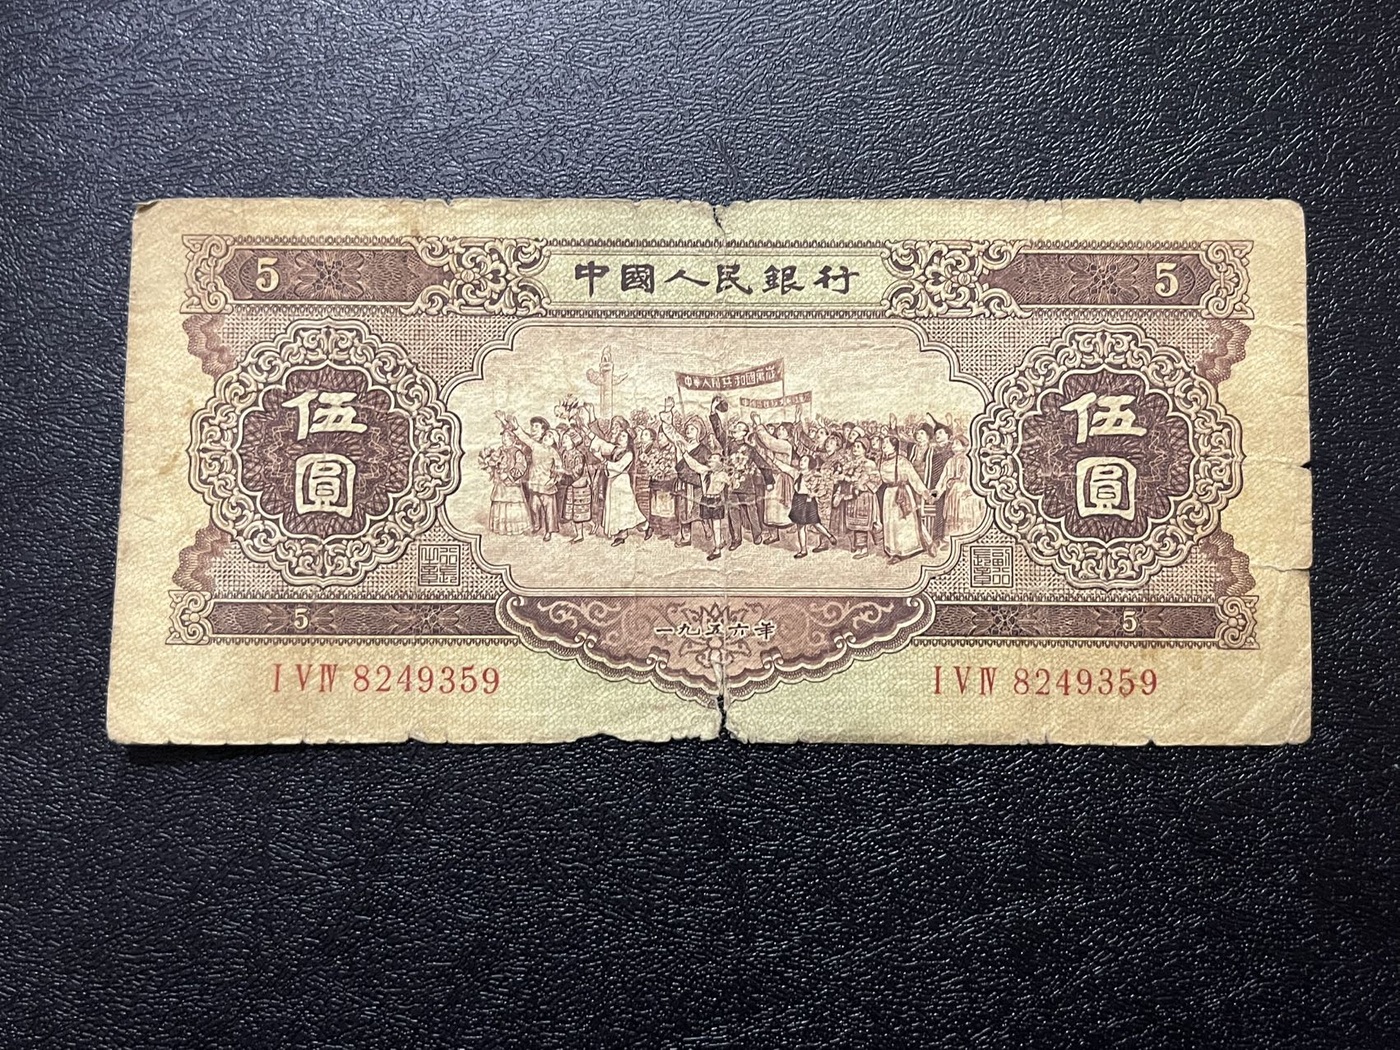 5 中國人民銀行 5
中華人民共和國萬歲
伍圓 伍圓
5 一九五六年 5
I V IV 8249359 I V IV 8249359